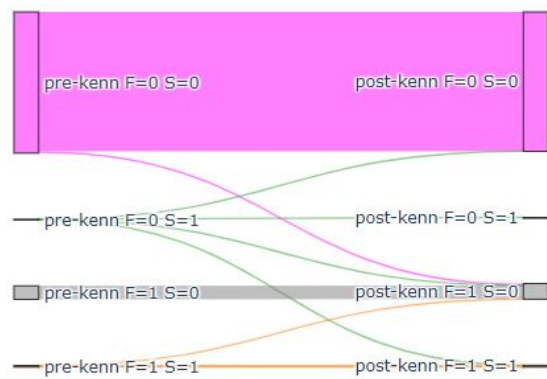 pre-kenn F=0 S=0
post-kenn F=0 S=0
pre-kenn F=0 S=1
post-kenn F=0 S=1
pre-kenn F=1 S=0
post-kenn F=1 S=0
pre-kenn F=1 S=1
post-kenn F=1 S=1